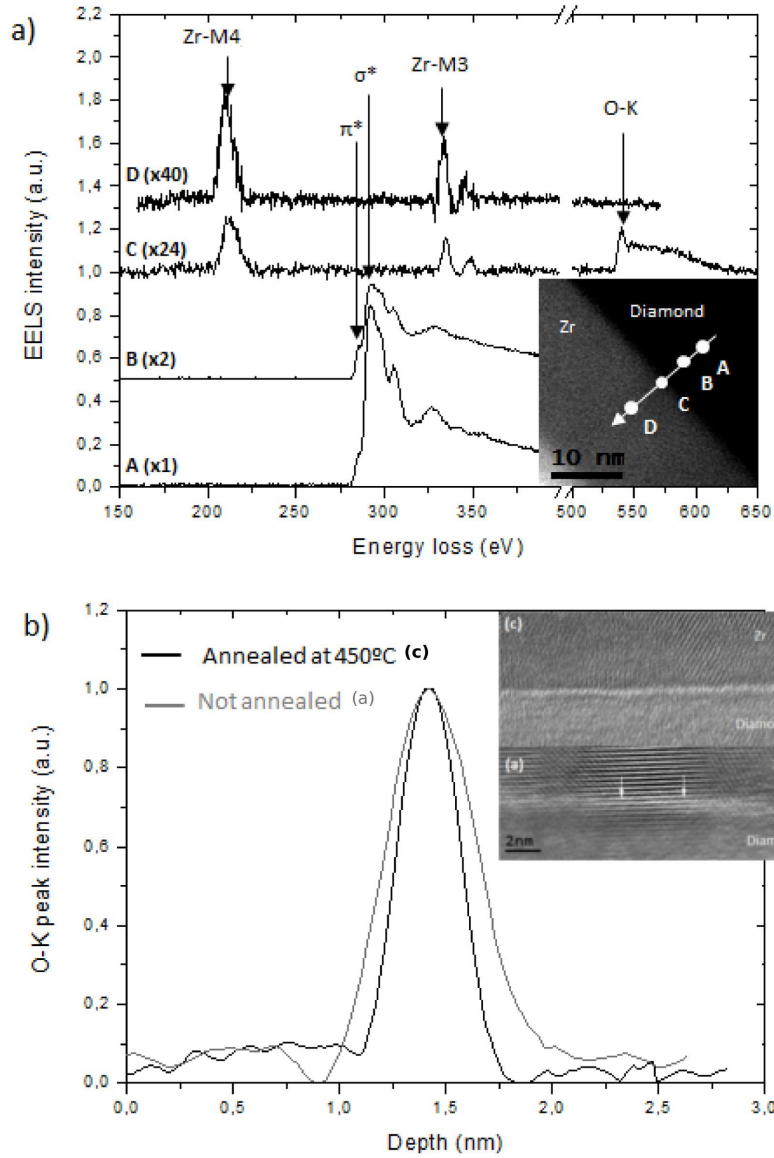 a)
2,2
2,0
1,8
1,6
1,4
1,2
1,0
0,8
0,6
0,4
0,2
0,0
EELS intensity (a.u.)
Zr-M4
π*
σ*
Zr-M3
O-K
D (x40)
C (x24)
B (x2)
A (x1)
Zr
Diamond
A
B
C
D
10 nm
150 200 250 300 350 500 550 600 650
Energy loss (eV)
b)
1,2
1,0
0,8
0,6
0,4
0,2
0,0
O-K peak intensity (a.u.)
Annealed at 450ºC (c)
Not annealed (a)
(c)
Zr
Diamo
(a)
2nm
Diam
0,0 0,5 1,0 1,5 2,0 2,5 3,0
Depth (nm)